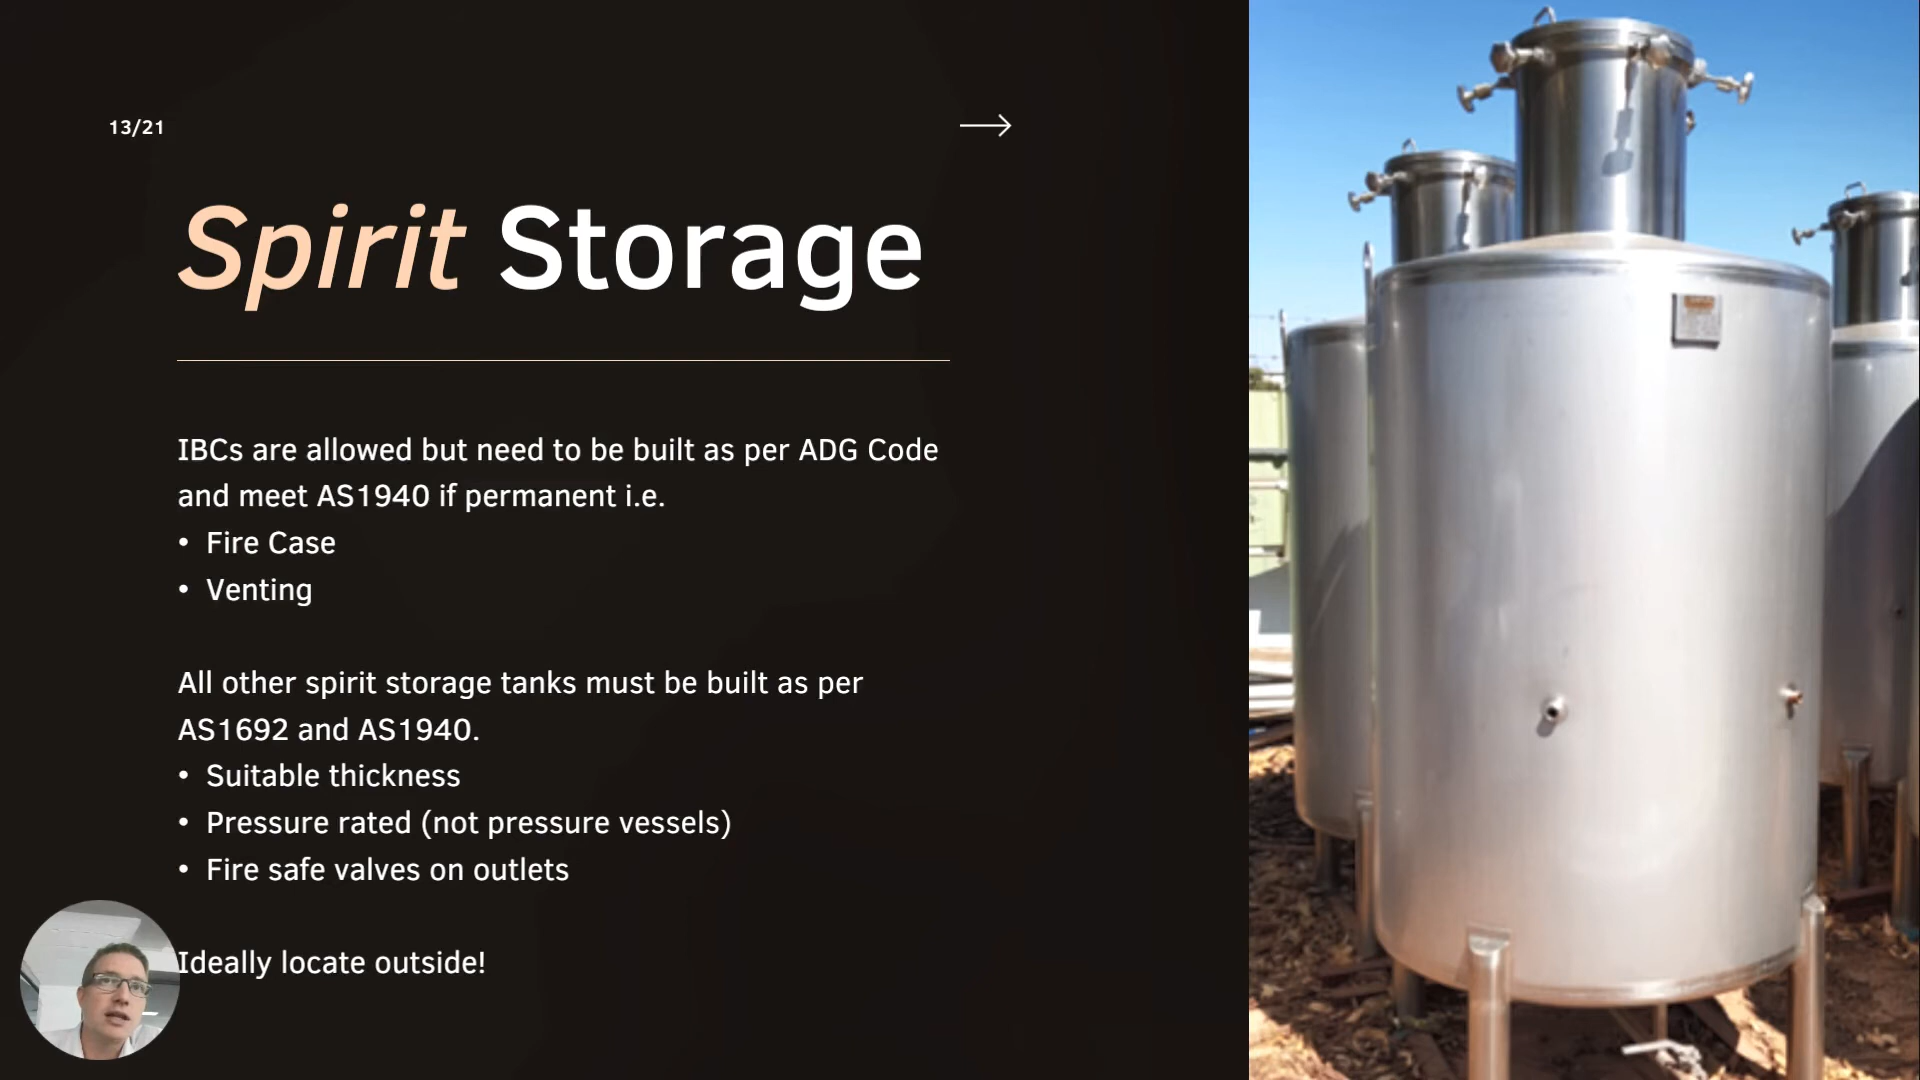 13/21
Spirit Storage
IBCs are allowed but need to be built as per ADG Code
and meet AS1940 if permanent i.e.
• Fire Case
• Venting
All other spirit storage tanks must be built as per
AS1692 and AS1940.
• Suitable thickness
• Pressure rated (not pressure vessels)
• Fire safe valves on outlets
Ideally locate outside!